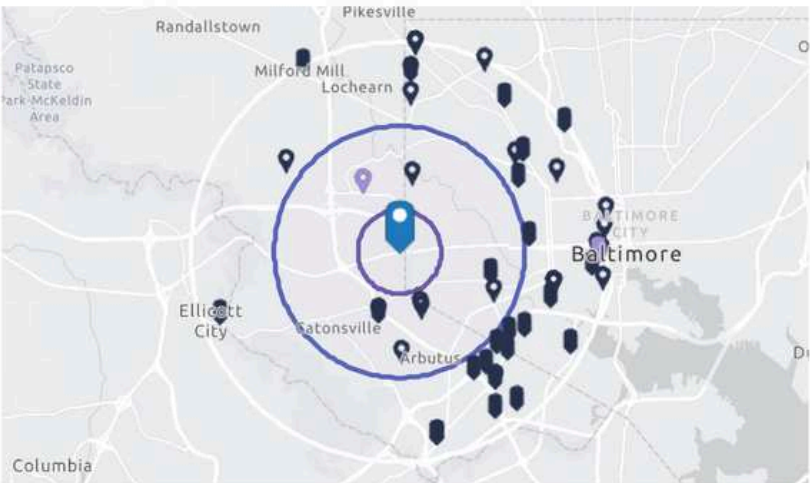 Pikesville
Randallstown
Milford Mill
Lochearn
Patapsco
State
Park-McKeldin
Area
BALTIMORE
CITY
Baltimore
Ellicott
City
Catonsville
Arbutus
Columbia